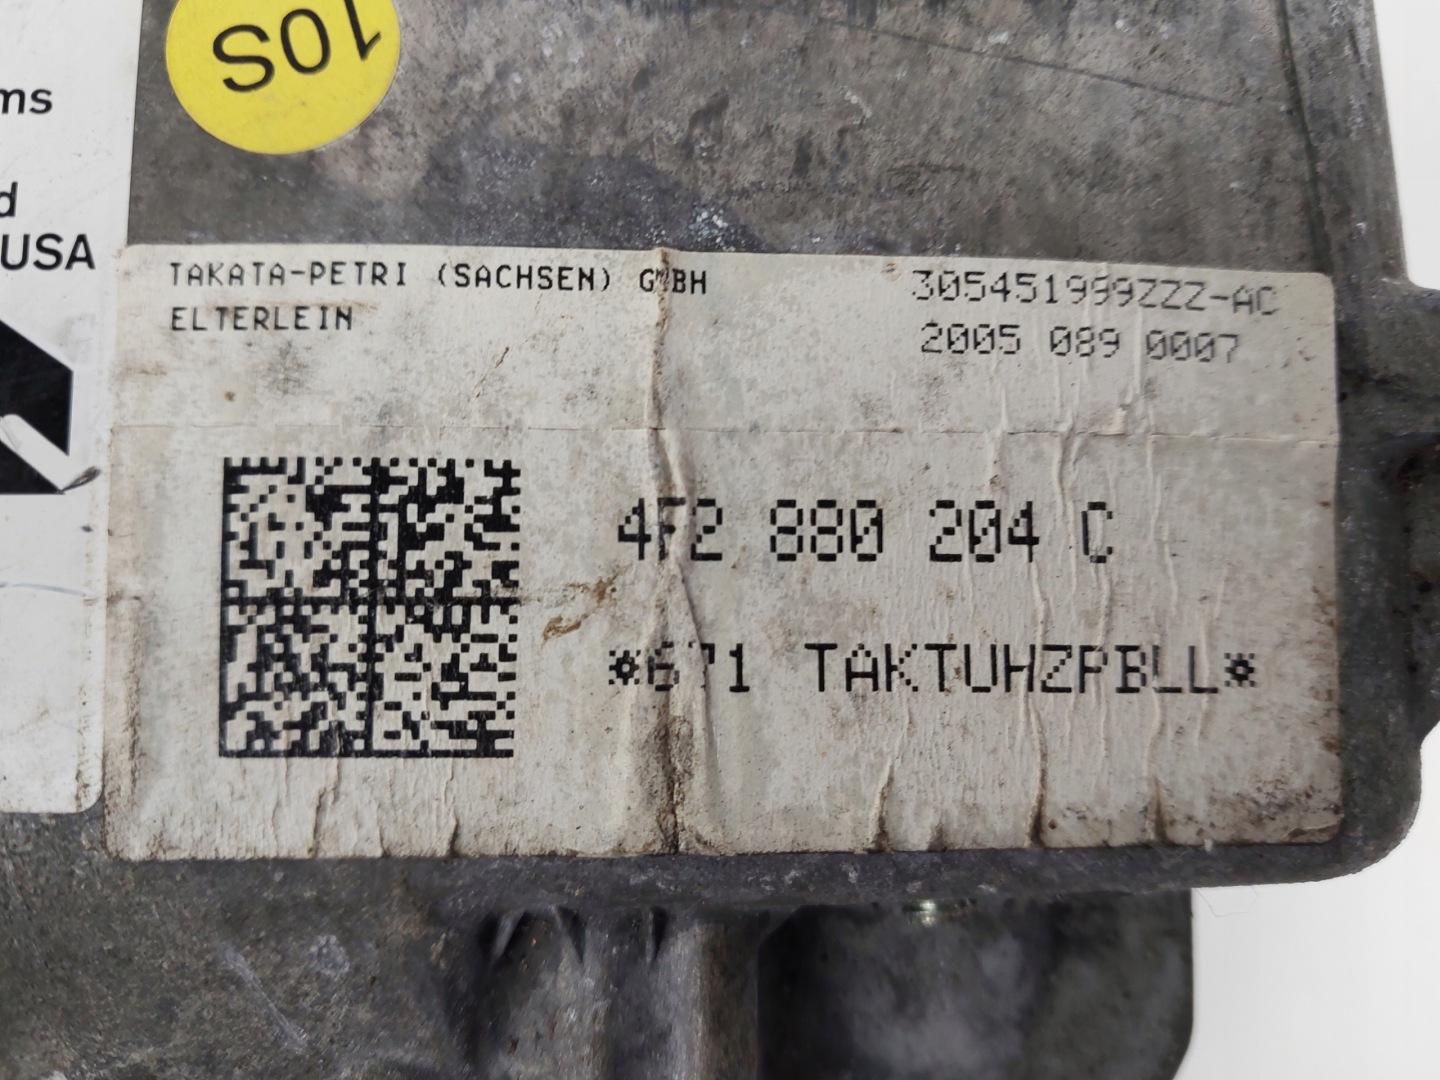 10S
ms
d
USA
TAKATA-PETRI (SACHSEN) GMBH
ELTERLEIN
305451999ZZZ-AC
2005 089 0007
4F2 880 204 C
*671 TAKTUHZPBLL*